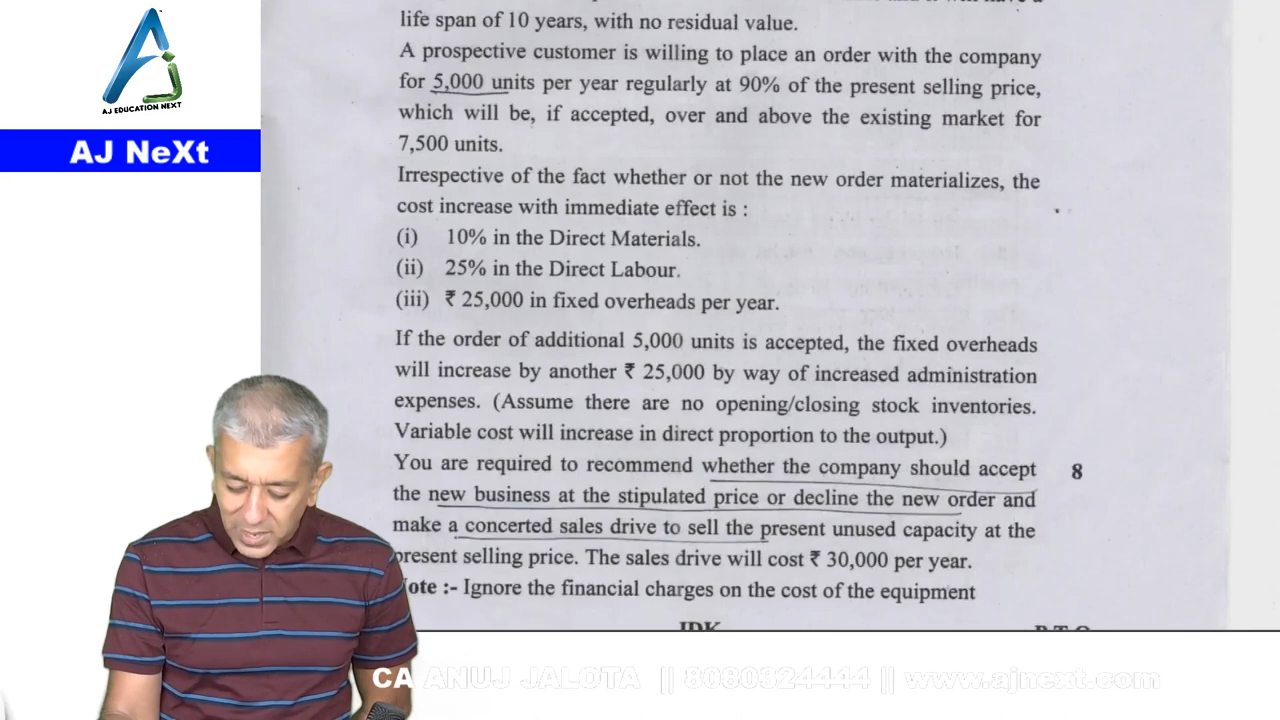 AJ EDUCATION NEXT
AJ NeXt
life span of 10 years, with no residual value.
A prospective customer is willing to place an order with the company
for 5,000 units per year regularly at 90% of the present selling price,
which will be, if accepted, over and above the existing market for
7,500 units.
Irrespective of the fact whether or not the new order materializes, the
cost increase with immediate effect is :
(i) 10% in the Direct Materials.
(ii) 25% in the Direct Labour.
(iii) ₹ 25,000 in fixed overheads per year.
If the order of additional 5,000 units is accepted, the fixed overheads
will increase by another ₹ 25,000 by way of increased administration
expenses. (Assume there are no opening/closing stock inventories.
Variable cost will increase in direct proportion to the output.)
You are required to recommend whether the company should accept 8
the new business at the stipulated price or decline the new order and
make a concerted sales drive to sell the present unused capacity at the
present selling price. The sales drive will cost ₹ 30,000 per year.
ote :- Ignore the financial charges on the cost of the equipment
CA ANUJ JALOTA || 8080324444 || www.ajnext.com